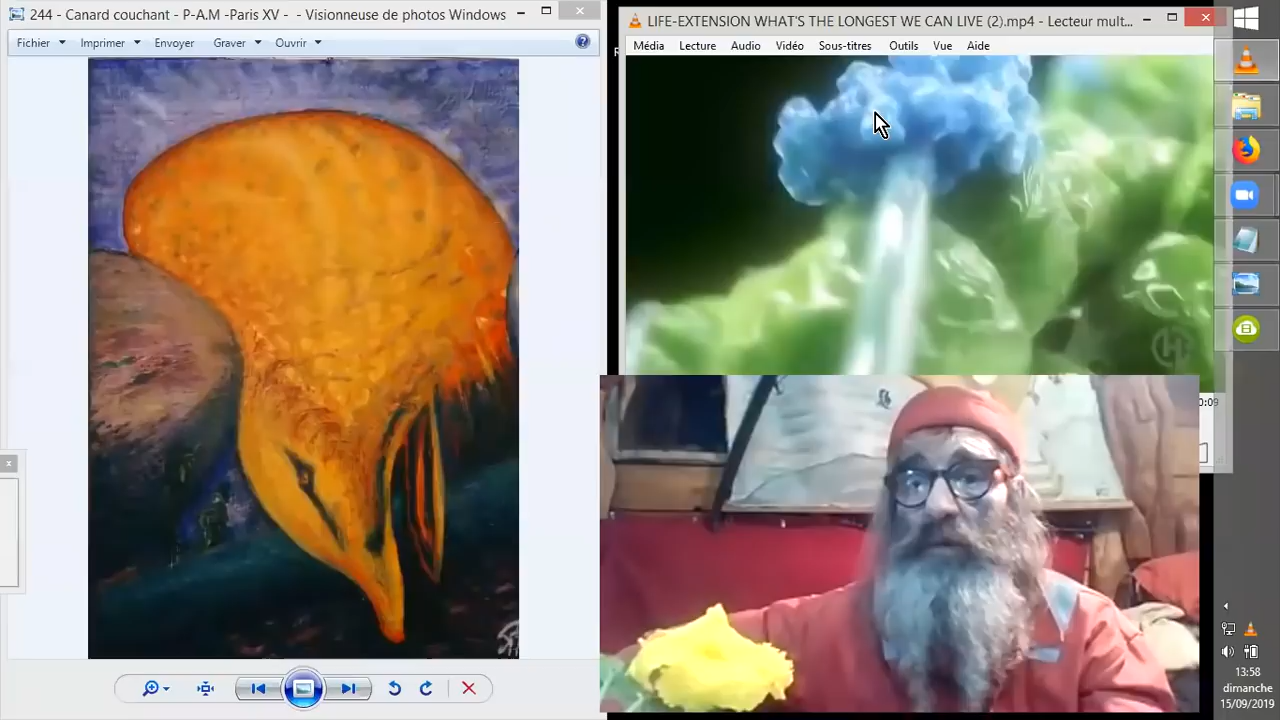 244 - Canard couchant - P-A-M -Paris XV - - Visionneuse de photos Windows
Fichier
Imprimer
Envoyer
Graver
Ouvrir
LIFE-EXTENSION WHAT'S THE LONGEST WE CAN LIVE (2).mp4 - Lecteur mult...
Média Lecture Audio Vidéo Sous-titres Outils Vue Aide
13:58
dimanche
15/09/2019